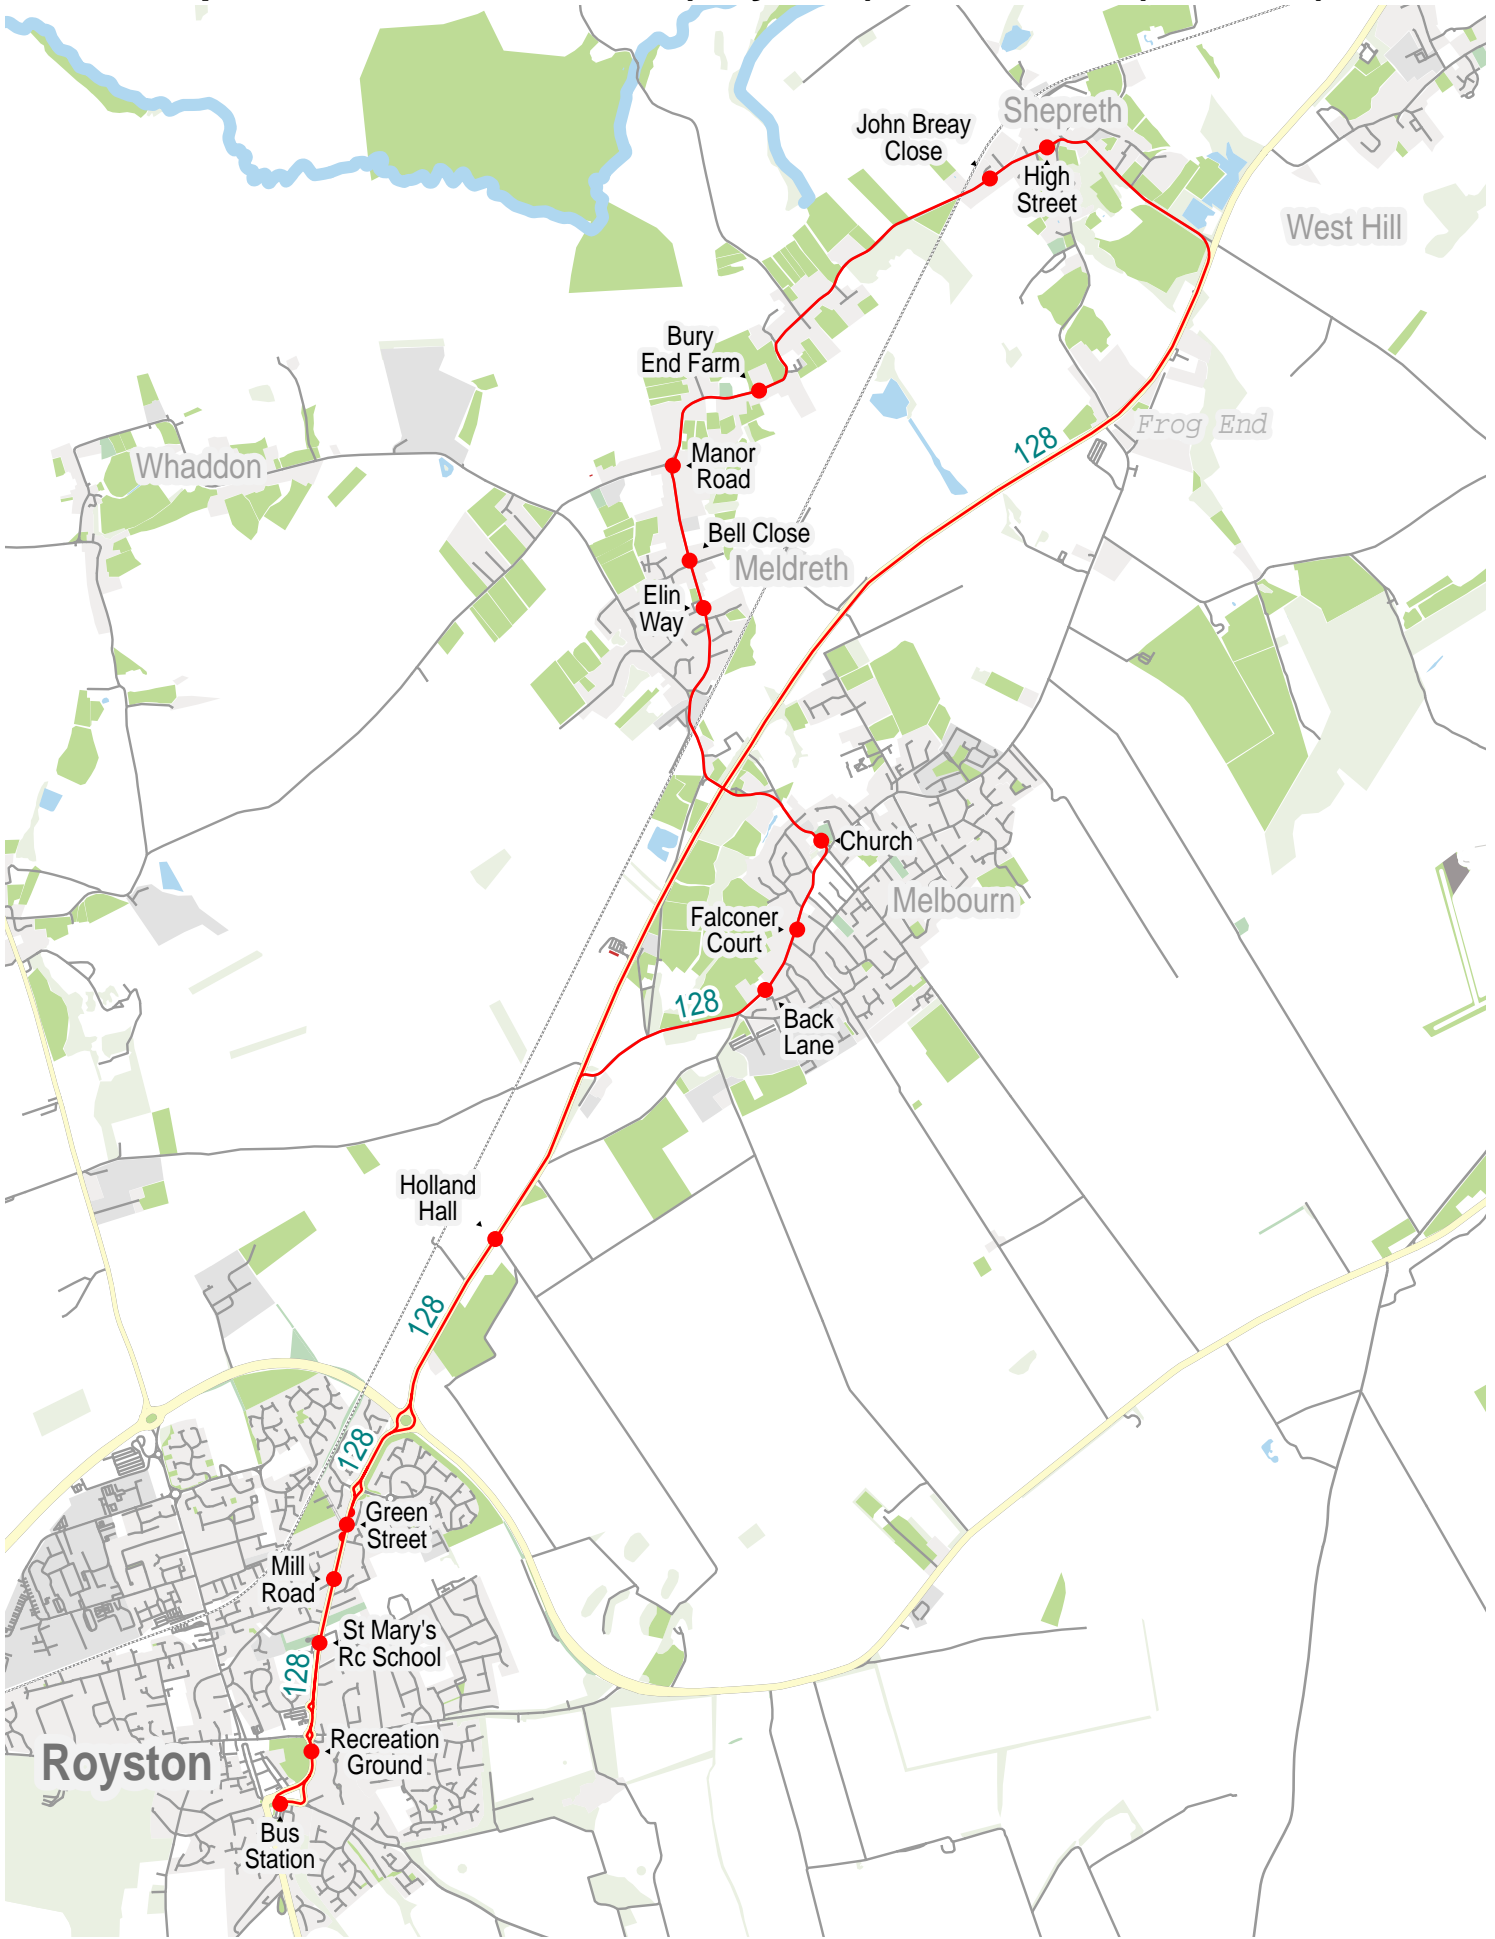 Shepreth
John Breay
Close
High
Street
West Hill
Bury
End Farm
Frog End
128
Whaddon
Manor
Road
Bell Close
Meldreth
Elin
Way
Church
Melbourn
Falconer
Court
128
Back
Lane
Holland
Hall
128
128
Green
Street
Mill
Road
St Mary's
Rc School
128
Recreation
Ground
Royston
Bus
Station